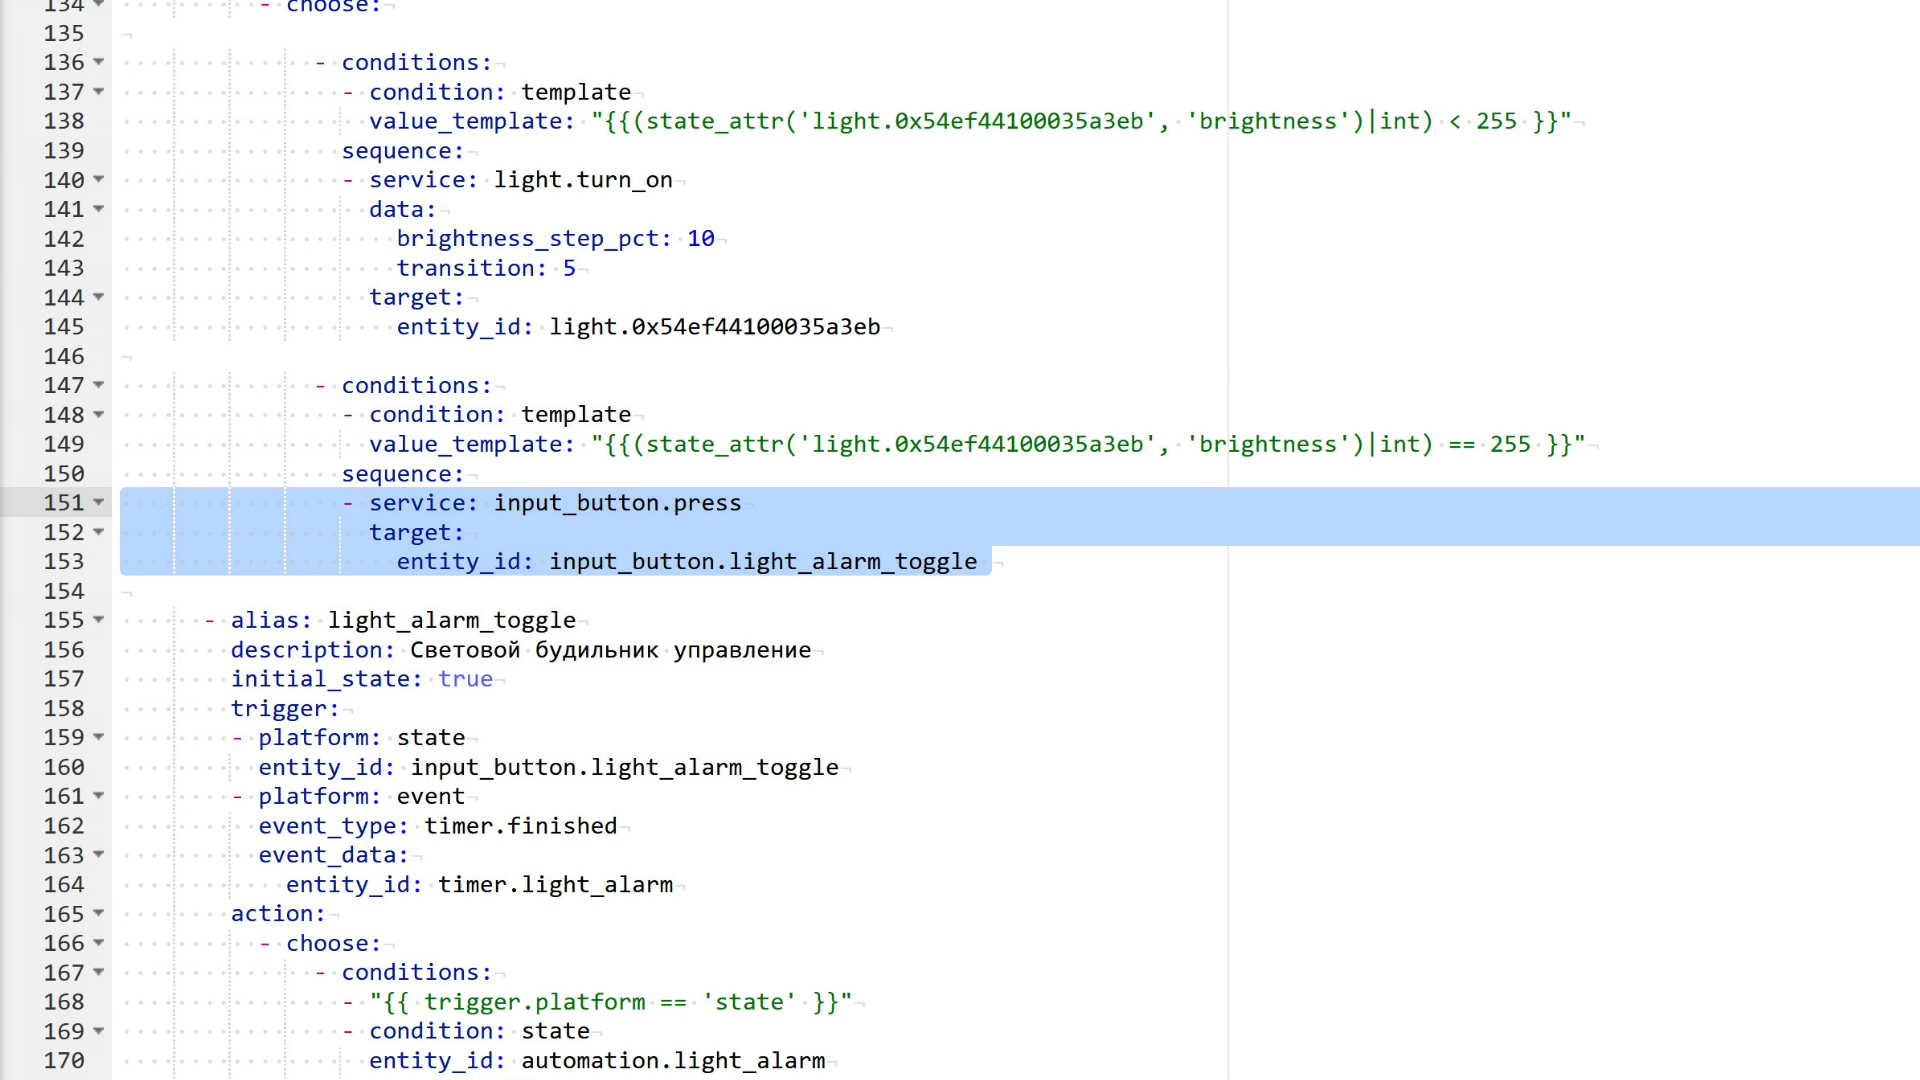 134 - choose:
135
136 - conditions:
137 - condition: template
138 value_template: "{{(state_attr('light.0x54ef44100035a3eb', 'brightness')|int) < 255 }}"
139 sequence:
140 - service: light.turn_on
141 data:
142 brightness_step_pct: 10
143 transition: 5
144 target:
145 entity_id: light.0x54ef44100035a3eb
146
147 - conditions:
148 - condition: template
149 value_template: "{{(state_attr('light.0x54ef44100035a3eb', 'brightness')|int) == 255 }}"
150 sequence:
151 - service: input_button.press
152 target:
153 entity_id: input_button.light_alarm_toggle
154
155 - alias: light_alarm_toggle
156 description: Световой будильник управление
157 initial_state: true
158 trigger:
159 - platform: state
160 entity_id: input_button.light_alarm_toggle
161 - platform: event
162 event_type: timer.finished
163 event_data:
164 entity_id: timer.light_alarm
165 action:
166 - choose:
167 - conditions:
168 - "{{ trigger.platform == 'state' }}"
169 - condition: state
170 entity_id: automation.light_alarm